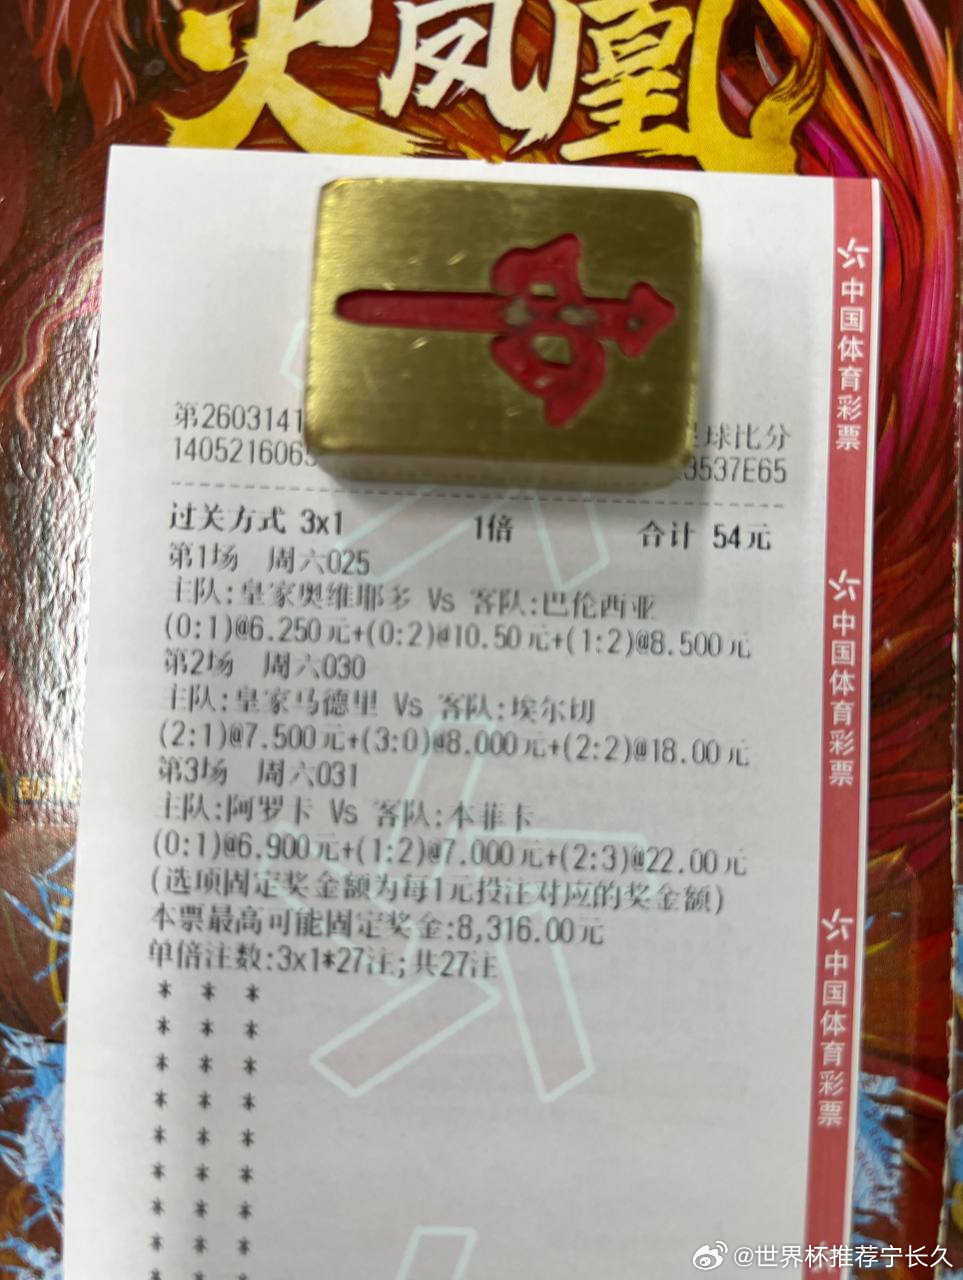 火凤凰
第2603141
足球比分
140521606
3537E65
过关方式 3x1 1倍 合计 54元
第1场 周六025
主队:皇家奥维耶多 Vs 客队:巴伦西亚
(0:1)@6.250元+(0:2)@10.50元+(1:2)@8.500元
第2场 周六030
主队:皇家马德里 Vs 客队:埃尔切
(2:1)@7.500元+(3:0)@8.000元+(2:2)@18.00元
第3场 周六031
主队:阿罗卡 Vs 客队:本菲卡
(0:1)@6.900元+(1:2)@7.000元+(2:3)@22.00元
(选项固定奖金额为每1元投注对应的奖金额)
本票最高可能固定奖金:8,316.00元
单倍注数:3x1*27注;共27注
* * *
* * *
* * *
* * *
* * *
* * *
* * *
* * *
* * *
中国体育彩票
中国体育彩票
中国体育彩票
@世界杯推荐宁长久